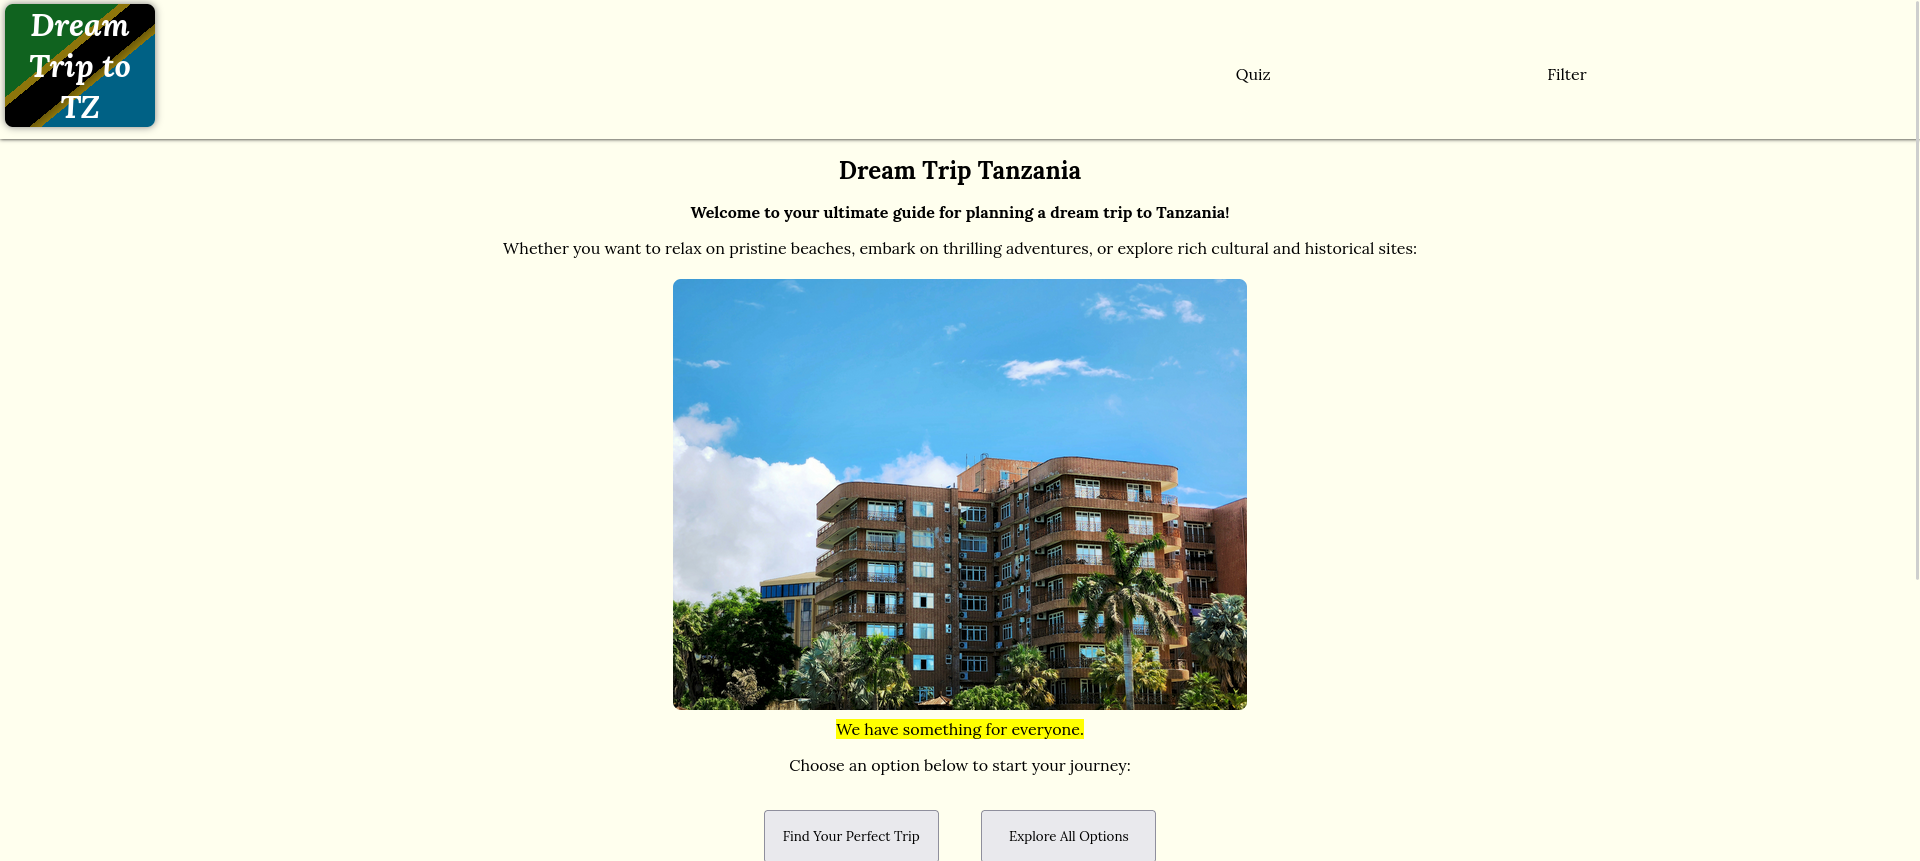 Dream
Trip to
TZ
Quiz
Filter
Dream Trip Tanzania
Welcome to your ultimate guide for planning a dream trip to Tanzania!
Whether you want to relax on pristine beaches, embark on thrilling adventures, or explore rich cultural and historical sites:
We have something for everyone.
Choose an option below to start your journey:
Find Your Perfect Trip
Explore All Options